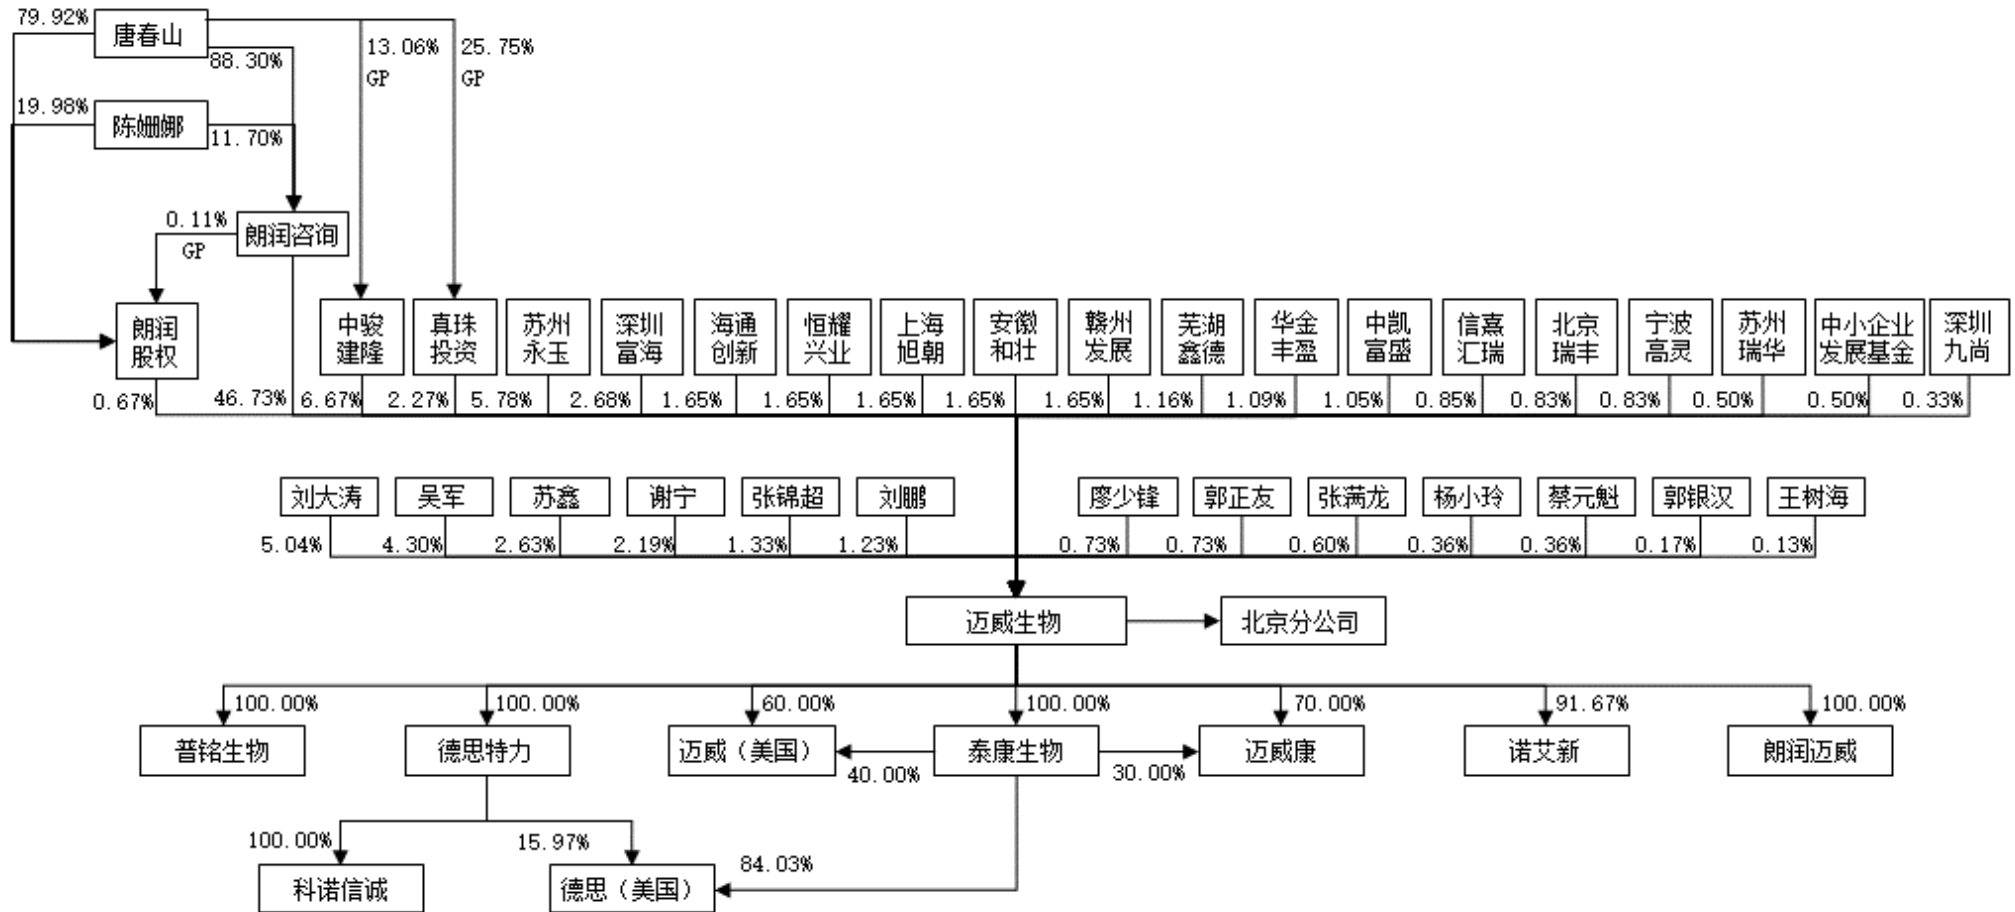 79.92%
唐春山
13.06%
25.75%
88.30%
GP
GP
19.98%
陈姗娜
11.70%
0.11%
朗润咨询
GP
朗润
股权
中骏
建隆
真珠
投资
苏州
永玉
深圳
富海
海通
创新
恒耀
兴业
上海
旭朝
安徽
和壮
赣州
发展
芜湖
鑫德
华金
丰盈
中凯
富盛
信熹
汇瑞
北京
瑞丰
宁波
高灵
苏州
瑞华
中小企业
发展基金
深圳
九尚
0.67%
46.73%
6.67%
2.27%
5.78%
2.68%
1.65%
1.65%
1.65%
1.65%
1.65%
1.16%
1.09%
1.05%
0.85%
0.83%
0.83%
0.50%
0.50%
0.33%
刘大涛
吴军
苏鑫
谢宁
张锦超
刘鹏
廖少锋
郭正友
张满龙
杨小玲
蔡元魁
郭银汉
王树海
5.04%
4.30%
2.63%
2.19%
1.33%
1.23%
0.73%
0.73%
0.60%
0.36%
0.36%
0.17%
0.13%
迈威生物
北京分公司
100.00%
100.00%
60.00%
100.00%
70.00%
91.67%
100.00%
普铭生物
德思特力
迈威（美国）
泰康生物
迈威康
诺艾新
朗润迈威
40.00%
30.00%
100.00%
15.97%
84.03%
科诺信诚
德思（美国）